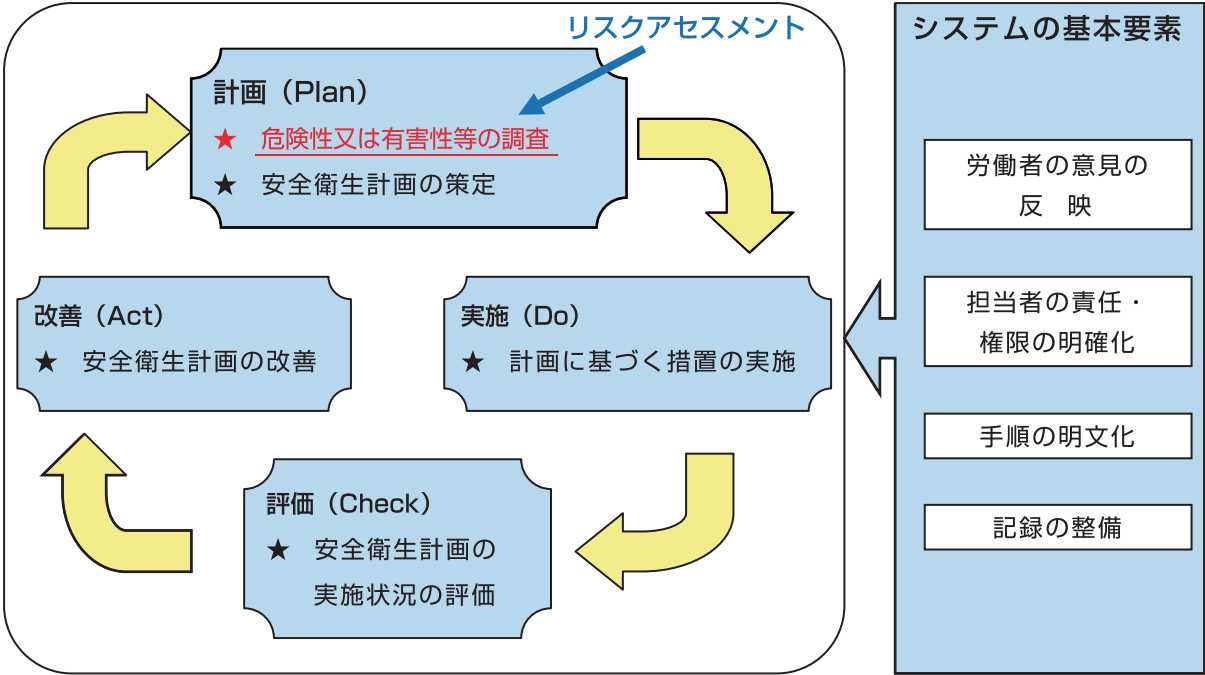 リスクアセスメント
計画（Plan）
★　危険性又は有害性等の調査
★　安全衛生計画の策定
改善（Act）
★　安全衛生計画の改善
実施（Do）
★　計画に基づく措置の実施
評価（Check）
★　安全衛生計画の
実施状況の評価
システムの基本要素
労働者の意見の
反　映
担当者の責任・
権限の明確化
手順の明文化
記録の整備